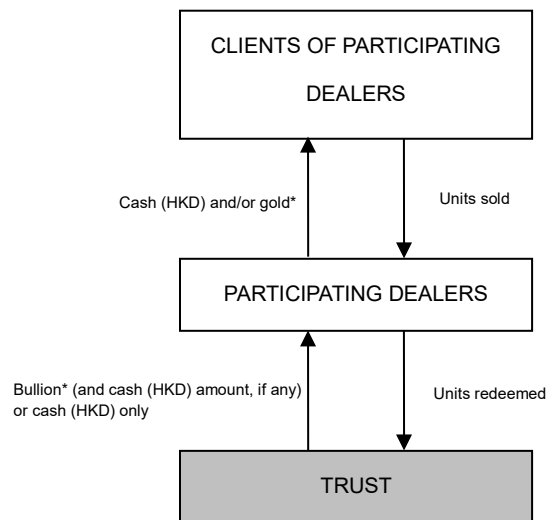 CLIENTS OF PARTICIPATING
DEALERS
Cash (HKD) and/or gold*
Units sold
PARTICIPATING DEALERS
Bullion* (and cash (HKD) amount, if any)
or cash (HKD) only
Units redeemed
TRUST